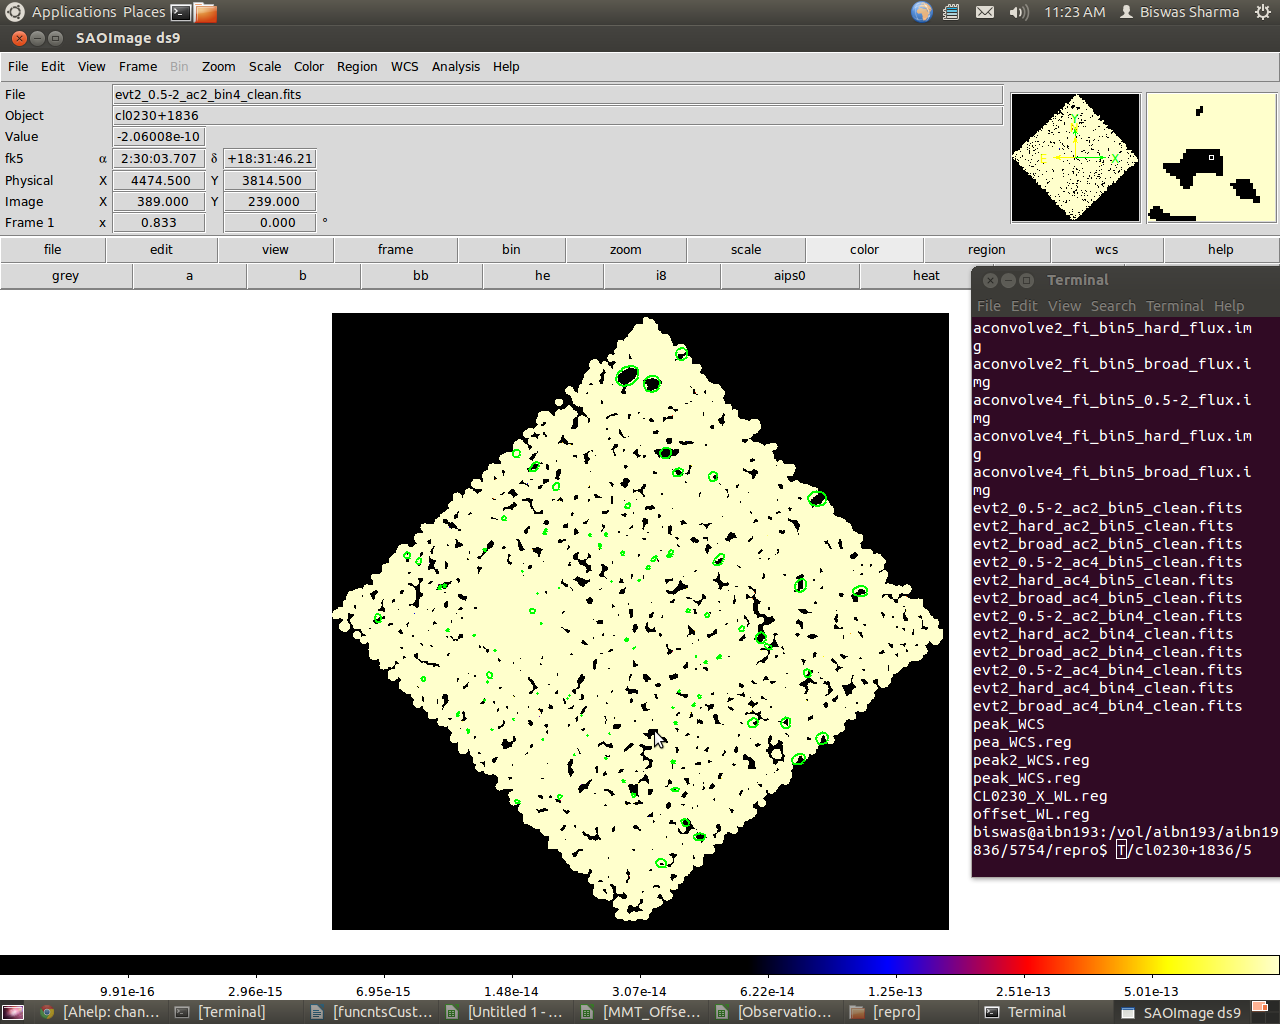 Applications Places 11:23 AM Biswas Sharma
SAOImage ds9
File Edit View Frame Bin Zoom Scale Color Region WCS Analysis Help
File evt2_0.5-2_ac2_bin4_clean.fits
Object cl0230+1836
Value -2.06008e-10
fk5 α 2:30:03.707 δ +18:31:46.21
Physical X 4474.500 Y 3814.500
Image X 389.000 Y 239.000
Frame 1 x 0.833 0.000 °
Y
E X
file edit view frame bin zoom scale color region wcs help
grey a b bb he i8 aips0 heat
Terminal
File Edit View Search Terminal Help
aconvolve2_fi_bin5_hard_flux.im
g
aconvolve2_fi_bin5_broad_flux.i
mg
aconvolve4_fi_bin5_0.5-2_flux.i
mg
aconvolve4_fi_bin5_hard_flux.im
g
aconvolve4_fi_bin5_broad_flux.i
mg
evt2_0.5-2_ac2_bin5_clean.fits
evt2_hard_ac2_bin5_clean.fits
evt2_broad_ac2_bin5_clean.fits
evt2_0.5-2_ac4_bin5_clean.fits
evt2_hard_ac4_bin5_clean.fits
evt2_broad_ac4_bin5_clean.fits
evt2_0.5-2_ac2_bin4_clean.fits
evt2_hard_ac2_bin4_clean.fits
evt2_broad_ac2_bin4_clean.fits
evt2_0.5-2_ac4_bin4_clean.fits
evt2_hard_ac4_bin4_clean.fits
evt2_broad_ac4_bin4_clean.fits
peak_WCS
pea_WCS.reg
peak2_WCS.reg
peak_WCS.reg
CL0230_X_WL.reg
offset_WL.reg
biswas@aibn193:/vol/aibn193/aibn19
836/5754/repro$ T/cl0230+1836/5
9.91e-16 2.96e-15 6.95e-15 1.48e-14 3.07e-14 6.22e-14 1.25e-13 2.51e-13 5.01e-13
[Ahelp: chan... [Terminal] [funcntsCust... [Untitled 1 - ... [MMT_Offse... [Observatio... [repro] Terminal SAOImage ds9